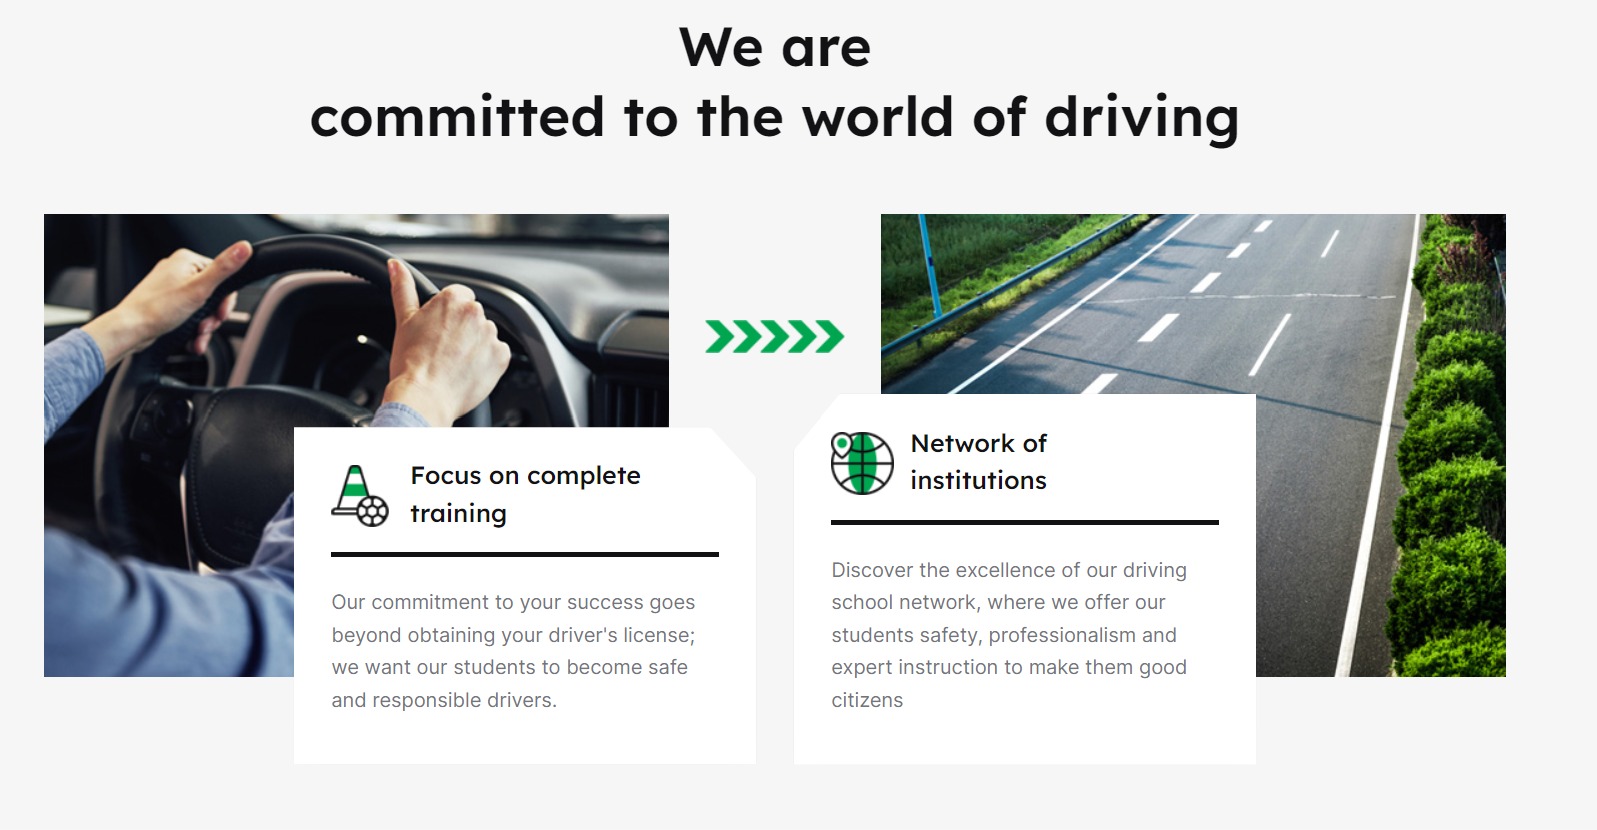 We are
committed to the world of driving
Focus on complete
training
Our commitment to your success goes
beyond obtaining your driver's license;
we want our students to become safe
and responsible drivers.
Network of
institutions
Discover the excellence of our driving
school network, where we offer our
students safety, professionalism and
expert instruction to make them good
citizens